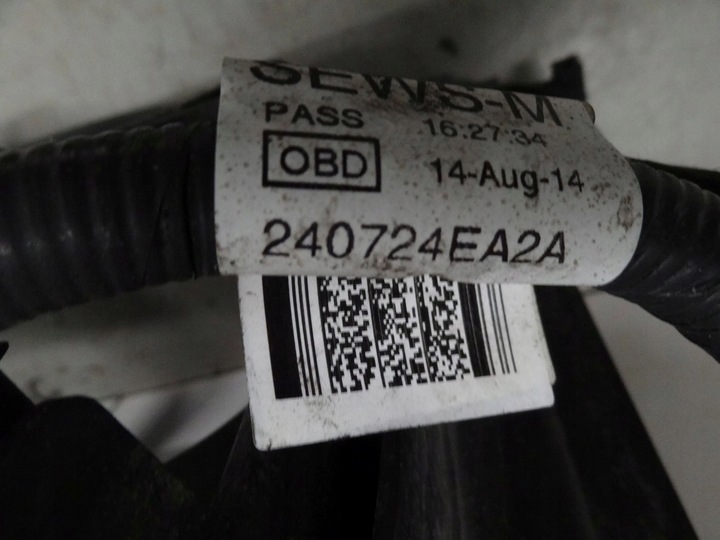 SEWS-M
PASS 16:27:34
OBD 14-Aug-14
240724EA2A